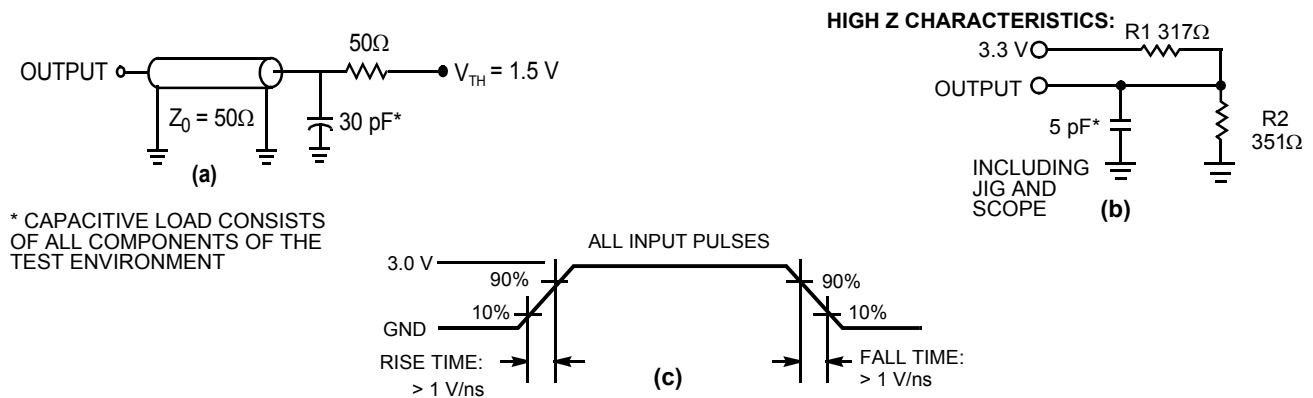 OUTPUT
Z0 = 50Ω
50Ω
VTH = 1.5 V
30 pF*
(a)
* CAPACITIVE LOAD CONSISTS
OF ALL COMPONENTS OF THE
TEST ENVIRONMENT
HIGH Z CHARACTERISTICS:
R1 317Ω
3.3 V
OUTPUT
5 pF*
R2
351Ω
INCLUDING
JIG AND
SCOPE
(b)
ALL INPUT PULSES
3.0 V
90%
10%
GND
90%
10%
RISE TIME:
> 1 V/ns
(c)
FALL TIME:
> 1 V/ns